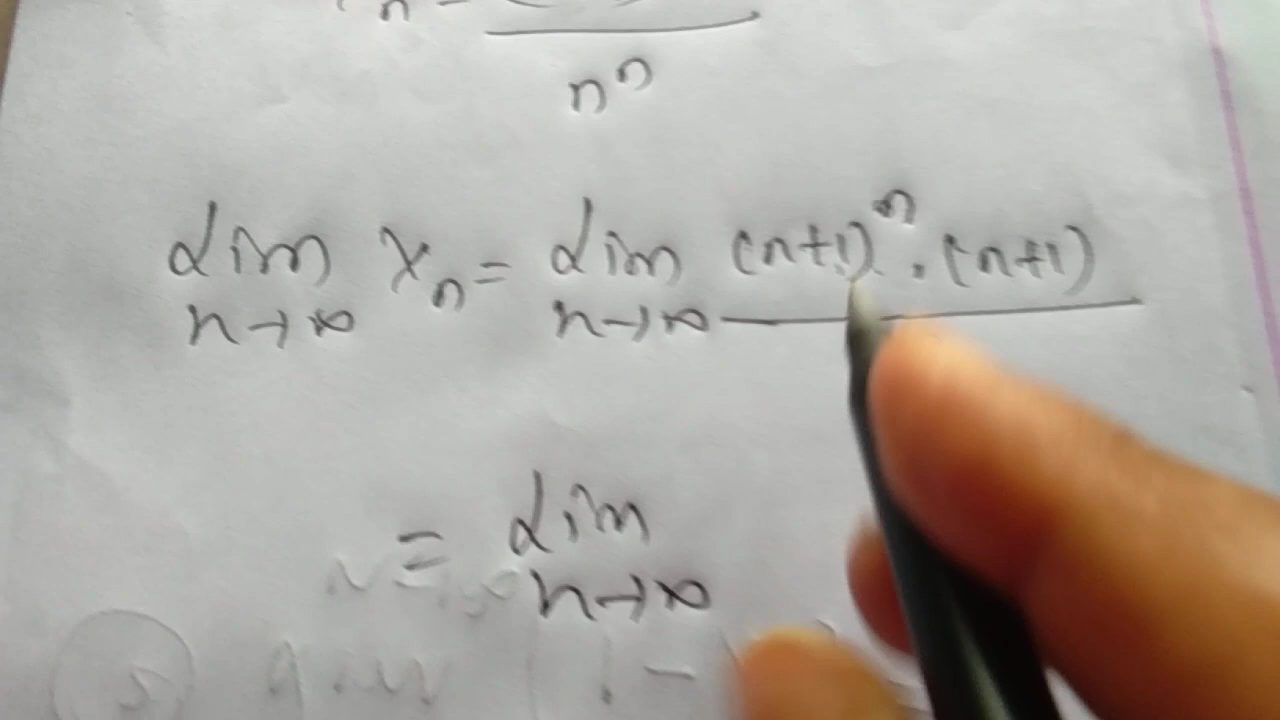 n =
n^n
lim x_n = lim (n+1)^n . (n+1)
n→∞ n→∞
= lim
n→∞